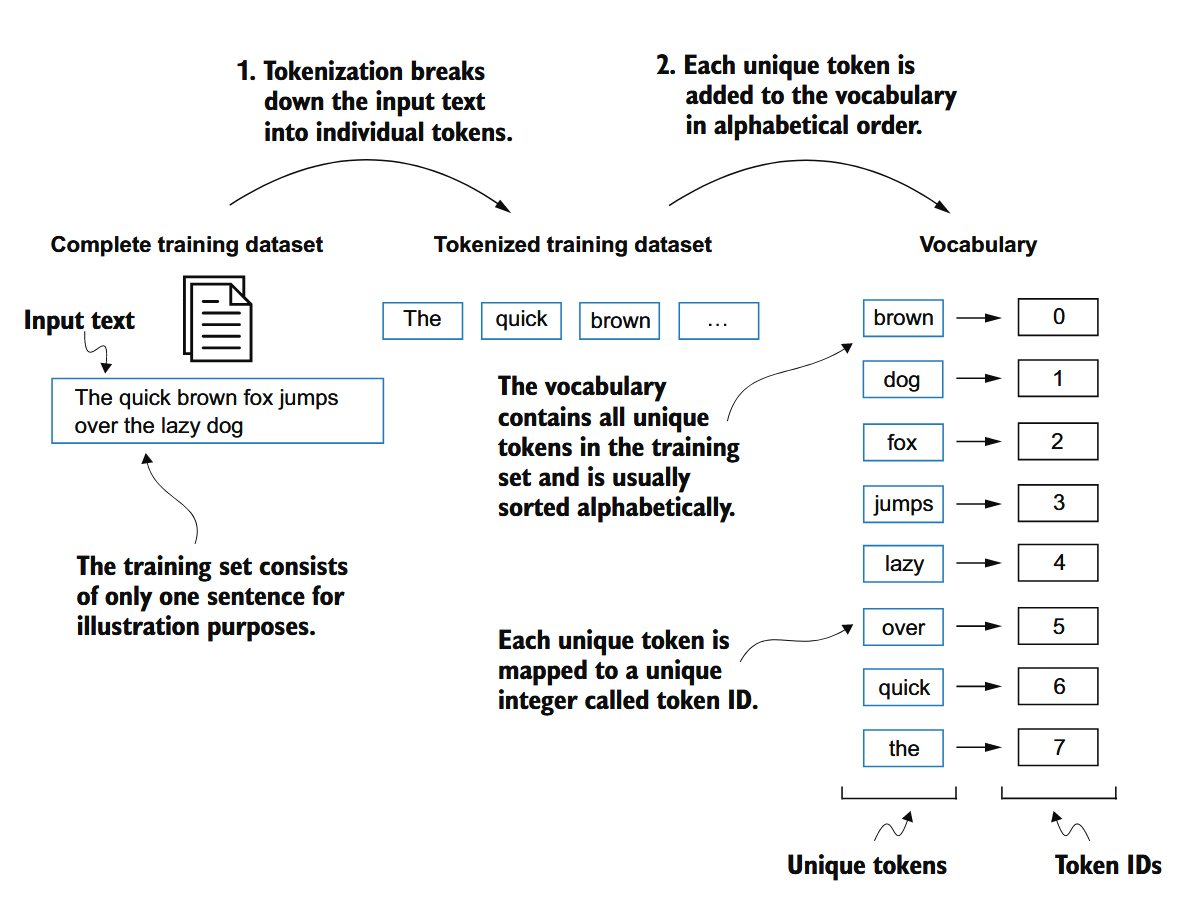 1. Tokenization breaks
down the input text
into individual tokens.
2. Each unique token is
added to the vocabulary
in alphabetical order.
Complete training dataset
Tokenized training dataset
Vocabulary
Input text
The quick brown fox jumps
over the lazy dog
The training set consists
of only one sentence for
illustration purposes.
The
quick
brown
...
The vocabulary
contains all unique
tokens in the training
set and is usually
sorted alphabetically.
Each unique token is
mapped to a unique
integer called token ID.
brown 0
dog 1
fox 2
jumps 3
lazy 4
over 5
quick 6
the 7
Unique tokens
Token IDs